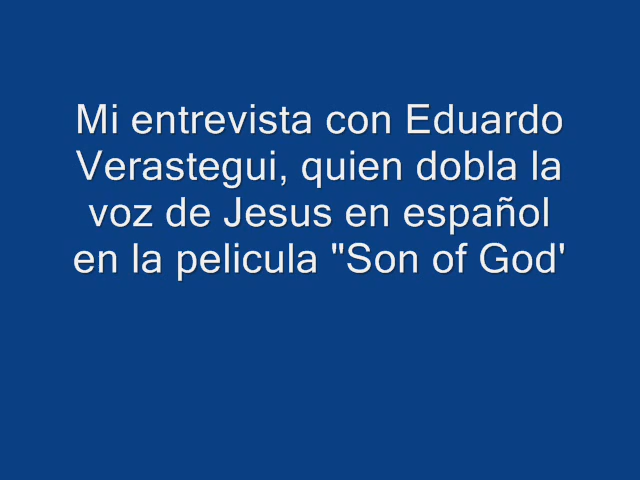 Mi entrevista con Eduardo
Verastegui, quien dobla la
voz de Jesus en español
en la pelicula "Son of God'